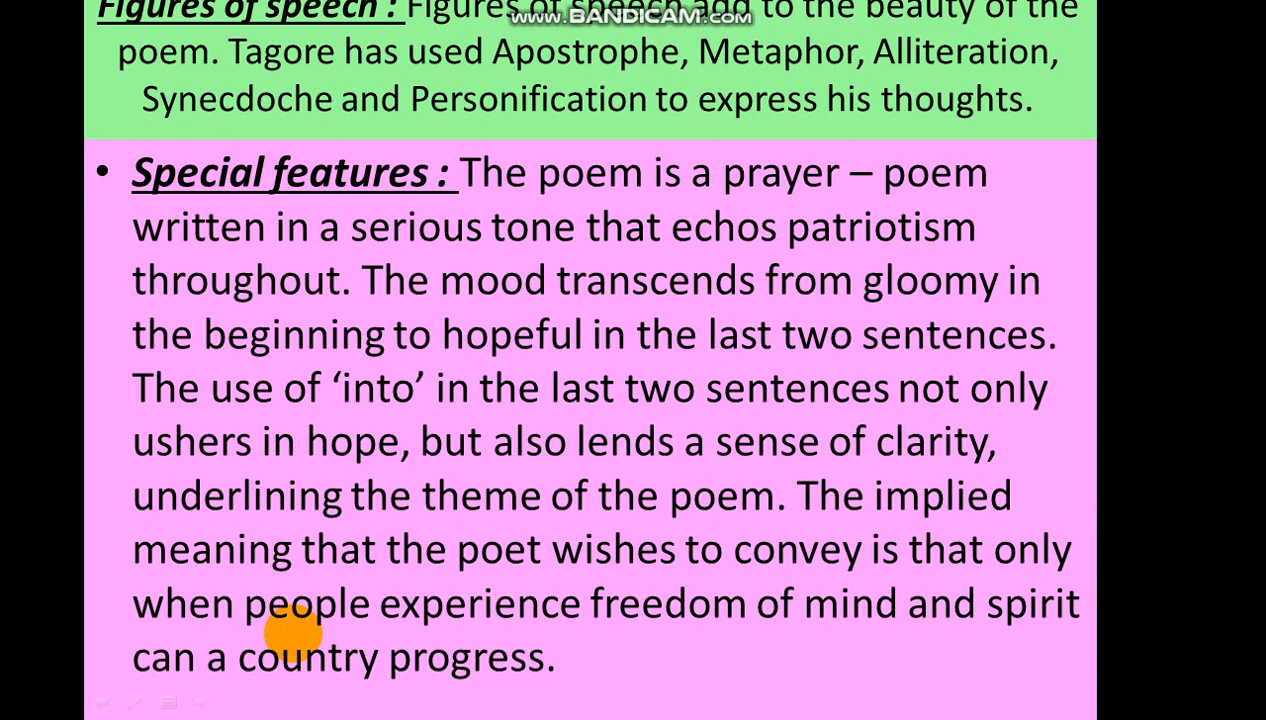 Figures of speech : Figures of speech add to the beauty of the
www.BANDICAM.com
poem. Tagore has used Apostrophe, Metaphor, Alliteration,
Synecdoche and Personification to express his thoughts.
• Special features : The poem is a prayer – poem
written in a serious tone that echos patriotism
throughout. The mood transcends from gloomy in
the beginning to hopeful in the last two sentences.
The use of ‘into’ in the last two sentences not only
ushers in hope, but also lends a sense of clarity,
underlining the theme of the poem. The implied
meaning that the poet wishes to convey is that only
when people experience freedom of mind and spirit
can a country progress.